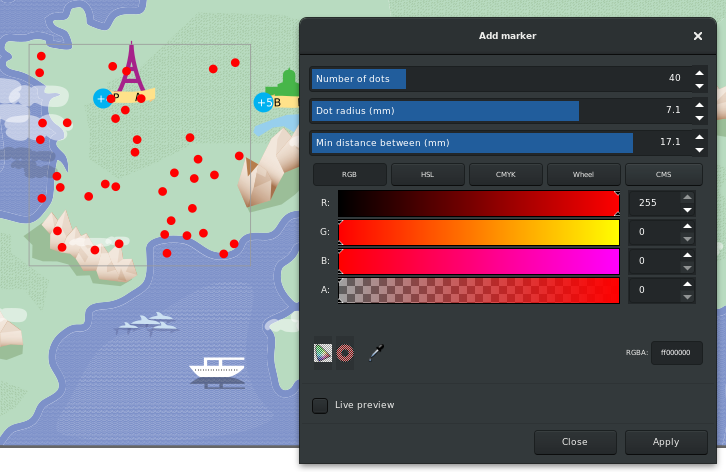 Add marker
Number of dots 40
Dot radius (mm) 7.1
Min distance between (mm) 17.1
RGB HSL CMYK Wheel CMS
R: 255
G: 0
B: 0
A: 0
RGBA: ff000000
Live preview
Close Apply
+5 B